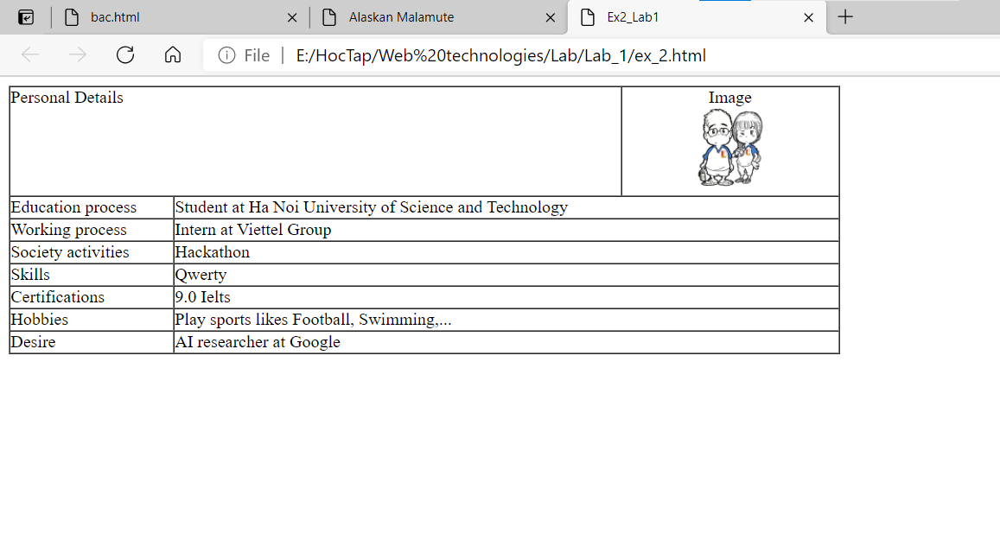 bac.html
Alaskan Malamute
Ex2_Lab1
File | E:/HocTap/Web%20technologies/Lab/Lab_1/ex_2.html
Personal Details
Image
Education process Student at Ha Noi University of Science and Technology
Working process Intern at Viettel Group
Society activities Hackathon
Skills Qwerty
Certifications 9.0 Ielts
Hobbies Play sports likes Football, Swimming,...
Desire AI researcher at Google